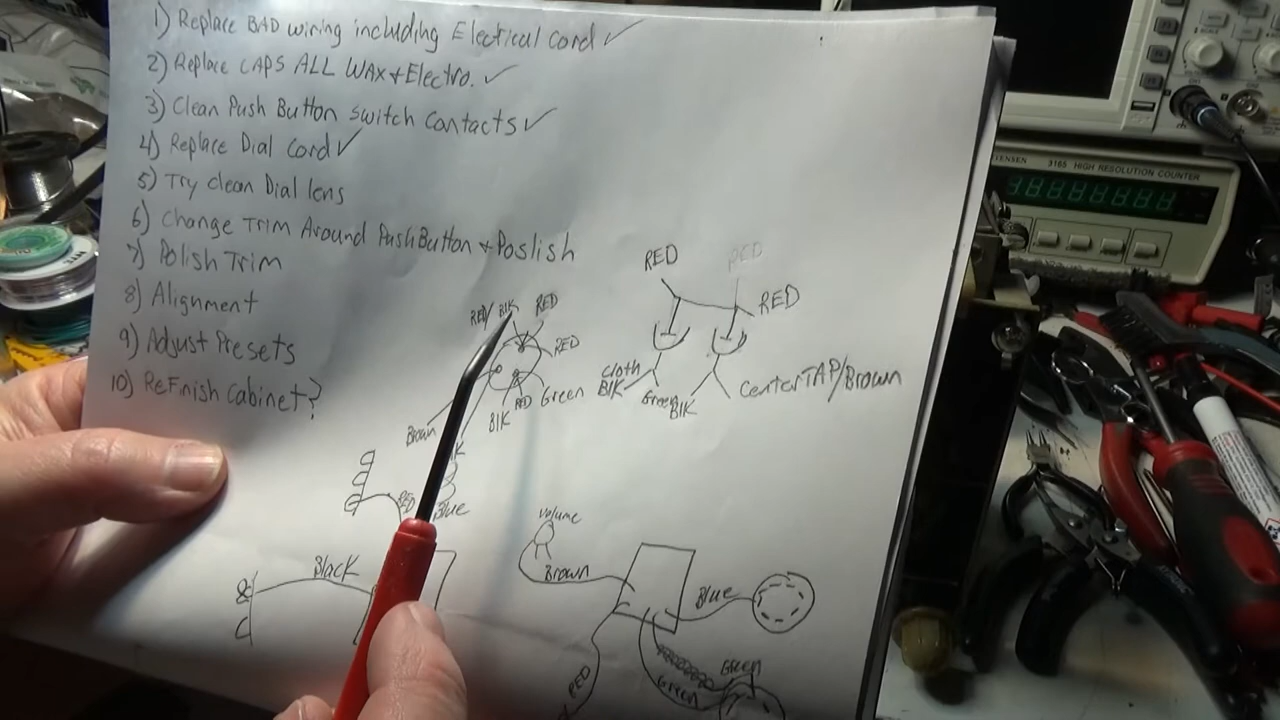 1) Replace BAD wiring including Electrical Cord ✓
2) Replace CAPS ALL WAX + Electro. ✓
3) Clean Push Button switch Contacts ✓
4) Replace Dial Cord ✓
5) Try clean Dial lens
6) Change Trim Around PushButton + Poslish
7) Polish Trim
8) Alignment
9) Adjust Presets
10) ReFinish Cabinet?
RED RED
RED
RED/ Blk RED
RED
Cloth
Blk
Green
Blk
Center TAP/Brown
Green
RED
Blk
Brown
RED
Blue
Volume
Brown
Black
Blue
RED
Green
Green
3165 HIGH RESOLUTION COUNTER